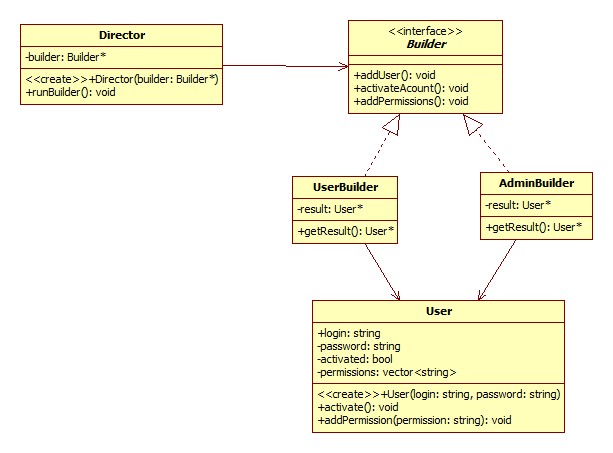 Director
-builder: Builder*
<<create>>+Director(builder: Builder*)
+runBuilder(): void
<<interface>>
Builder
+addUser(): void
+activateAcount(): void
+addPermissions(): void
UserBuilder
-result: User*
+getResult(): User*
AdminBuilder
-result: User*
+getResult(): User*
User
+login: string
-password: string
-activated: bool
-permissions: vector<string>
<<create>>+User(login: string, password: string)
+activate(): void
+addPermission(permission: string): void